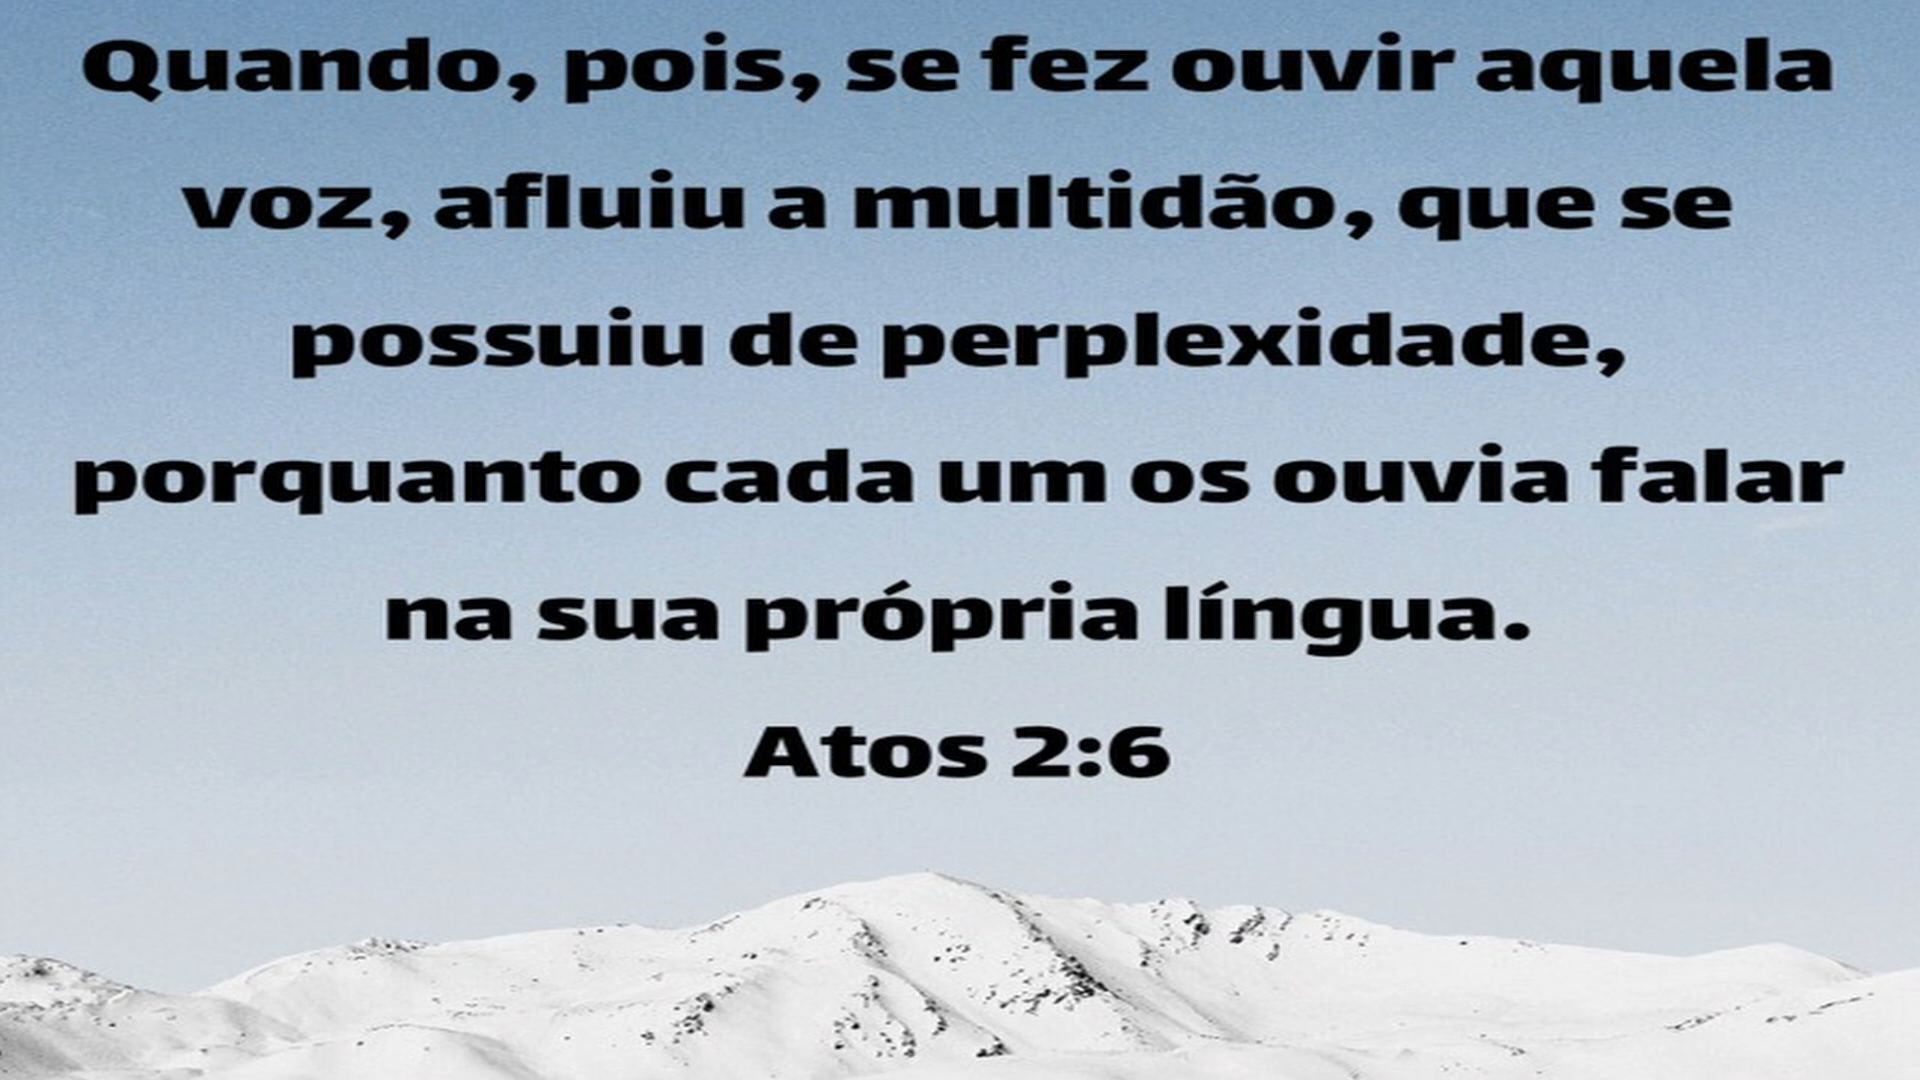 Quando, pois, se fez ouvir aquela
voz, afluiu a multidão, que se
possuiu de perplexidade,
porquanto cada um os ouvia falar
na sua própria língua.
Atos 2:6